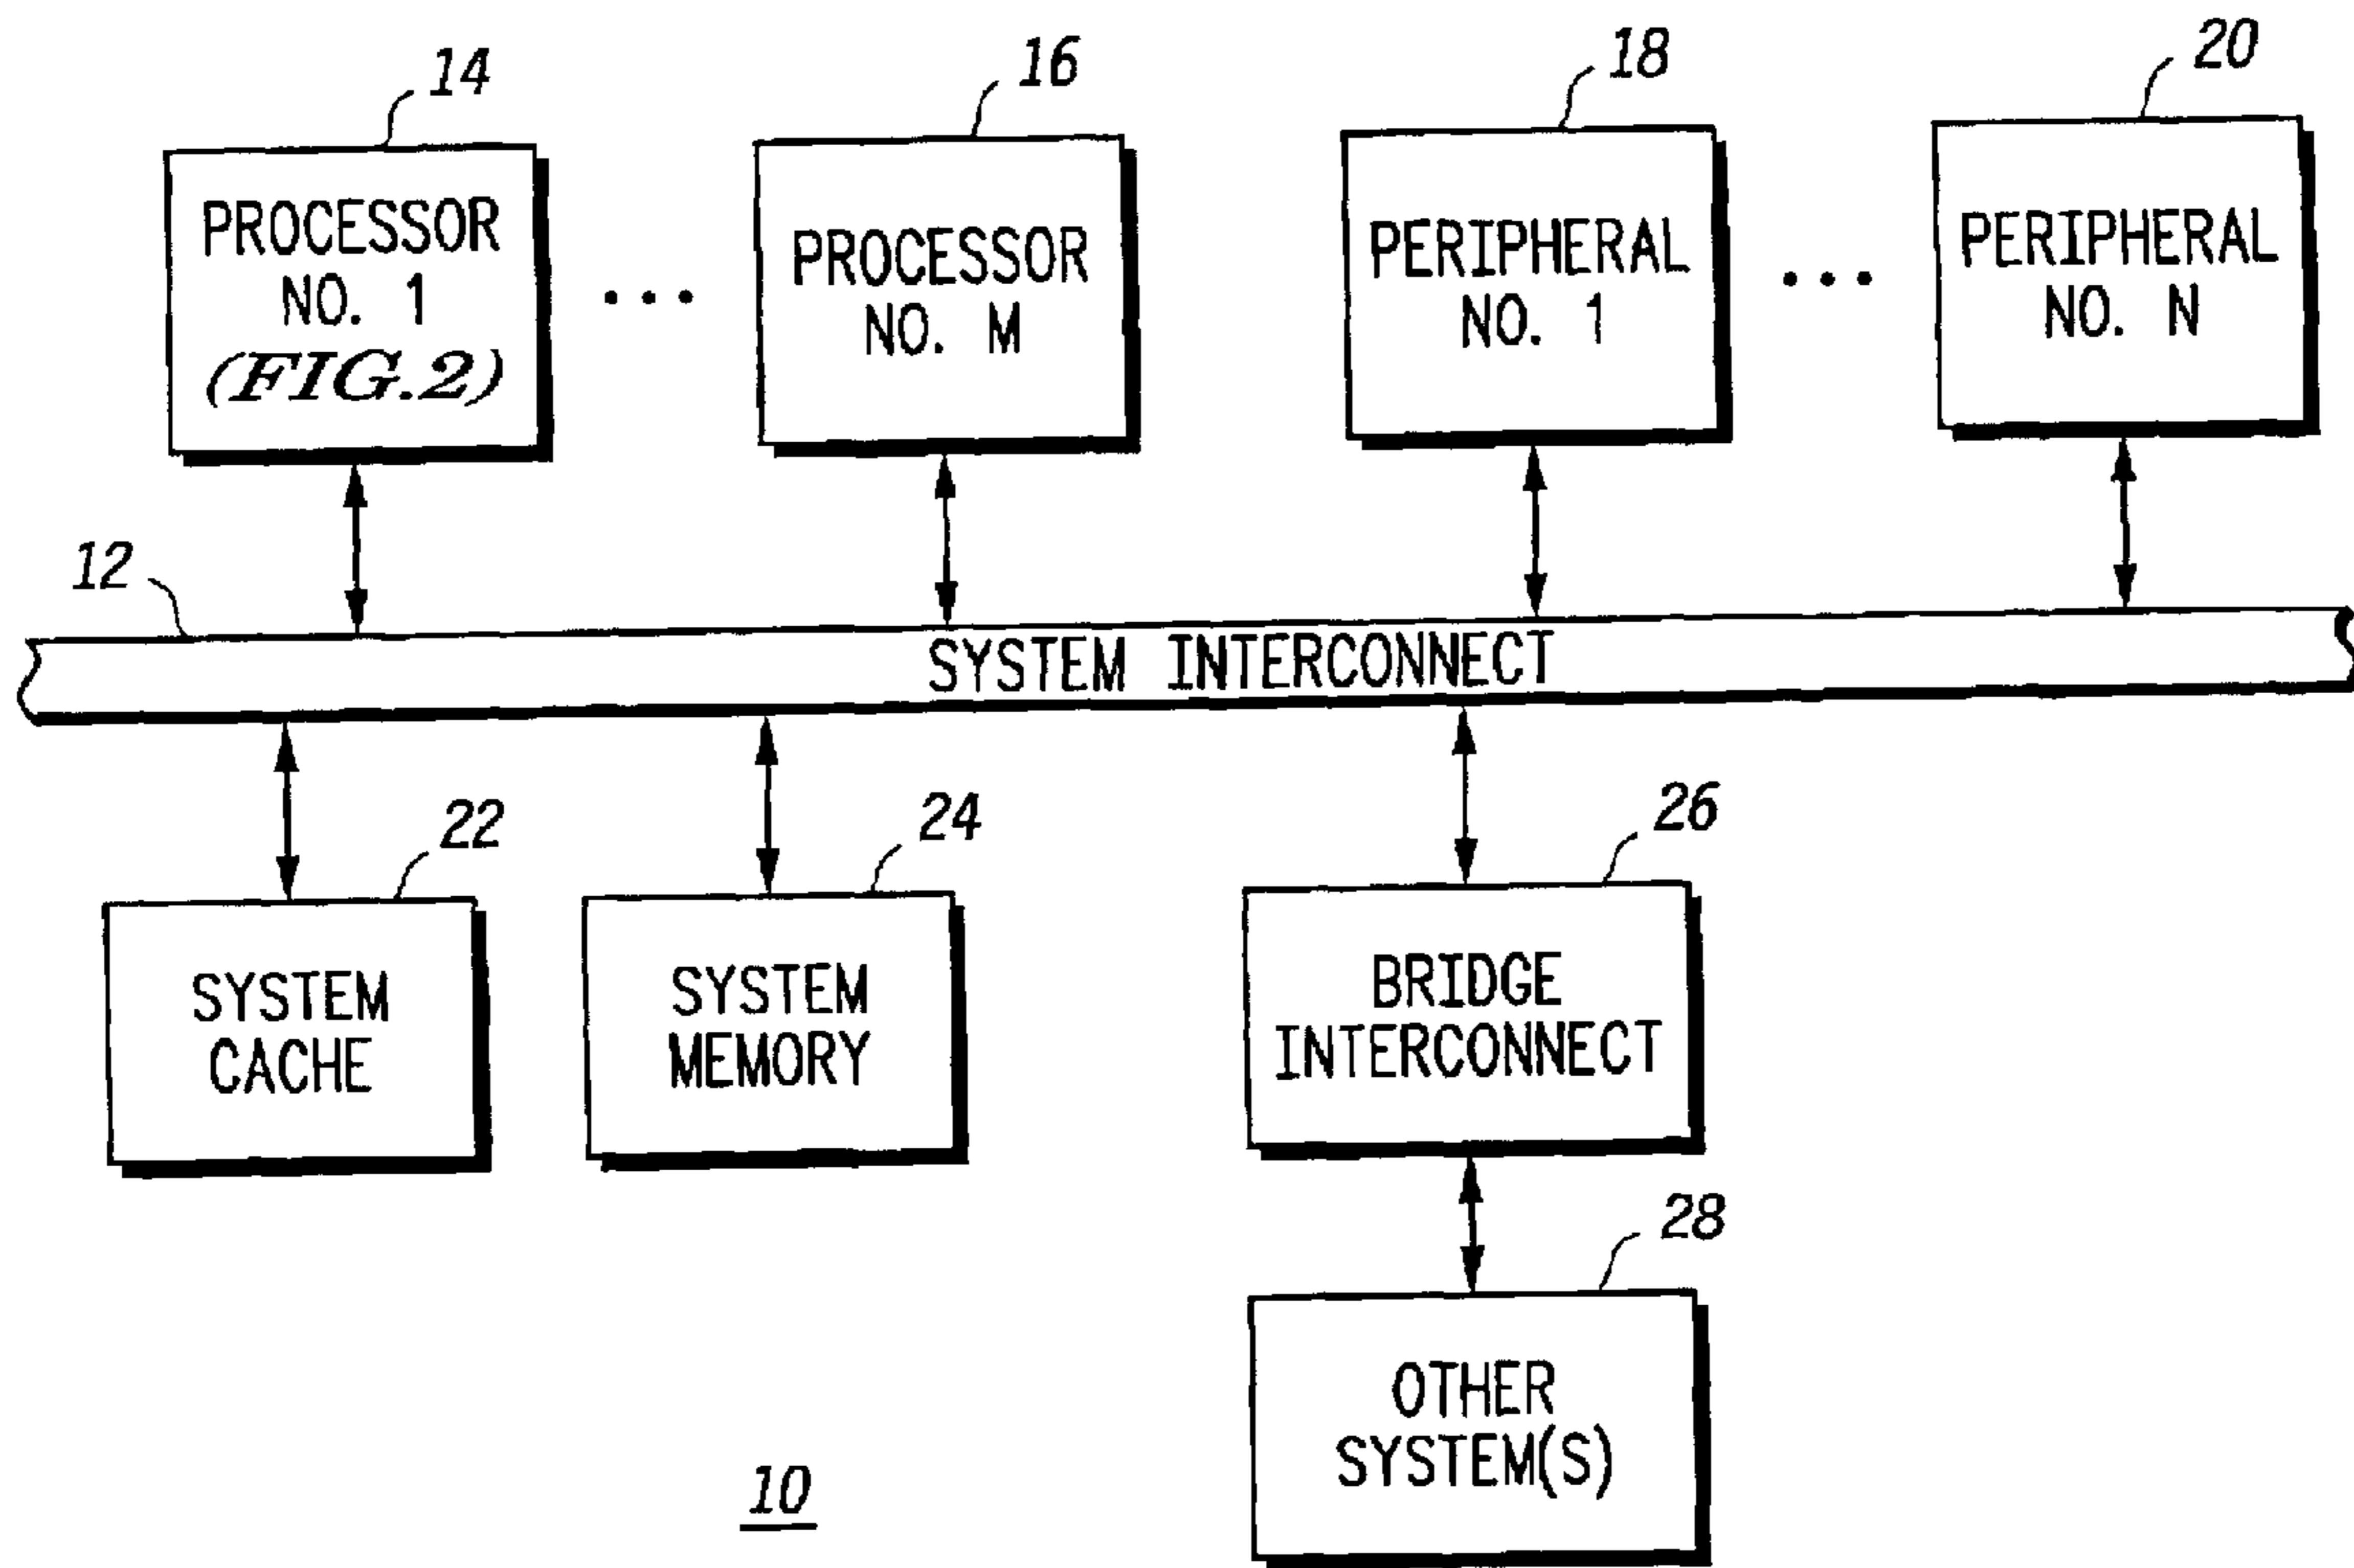 14
16
18
20
PROCESSOR
NO. 1
(FIG.2)
...
PROCESSOR
NO. M
PERIPHERAL
NO. 1
...
PERIPHERAL
NO. N
12
SYSTEM INTERCONNECT
22
24
26
SYSTEM
CACHE
SYSTEM
MEMORY
BRIDGE
INTERCONNECT
28
OTHER
SYSTEM(S)
10